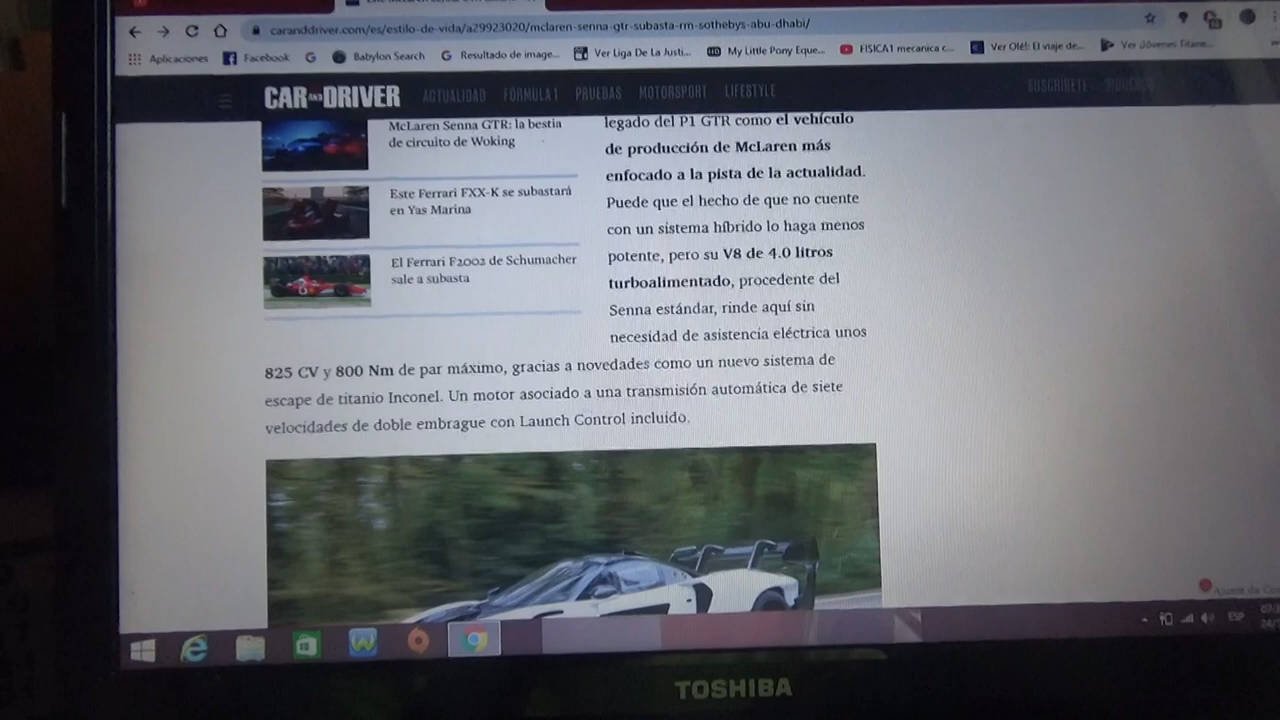 caranddriver.com/es/estilo-de-vida/a29923020/mclaren-senna-gtr-subasta-rm-sothebys-abu-dhabi/
Aplicaciones Facebook Babylon Search Resultado de image... Ver Liga De La Justi... My Little Pony Eque... FISICA1 mecanica c... Ver Olé!: El viaje de... Ver Jóvenes Titane...
CAR AND DRIVER ACTUALIDAD FÓRMULA 1 PRUEBAS MOTORSPORT LIFESTYLE SUSCRÍBETE
McLaren Senna GTR: la bestia
de circuito de Woking
Este Ferrari FXX-K se subastará
en Yas Marina
El Ferrari F2002 de Schumacher
sale a subasta
legado del P1 GTR como el vehículo
de producción de McLaren más
enfocado a la pista de la actualidad.
Puede que el hecho de que no cuente
con un sistema híbrido lo haga menos
potente, pero su V8 de 4.0 litros
turboalimentado, procedente del
Senna estándar, rinde aquí sin
necesidad de asistencia eléctrica unos
825 CV y 800 Nm de par máximo, gracias a novedades como un nuevo sistema de
escape de titanio Inconel. Un motor asociado a una transmisión automática de siete
velocidades de doble embrague con Launch Control incluido.
ESP
TOSHIBA